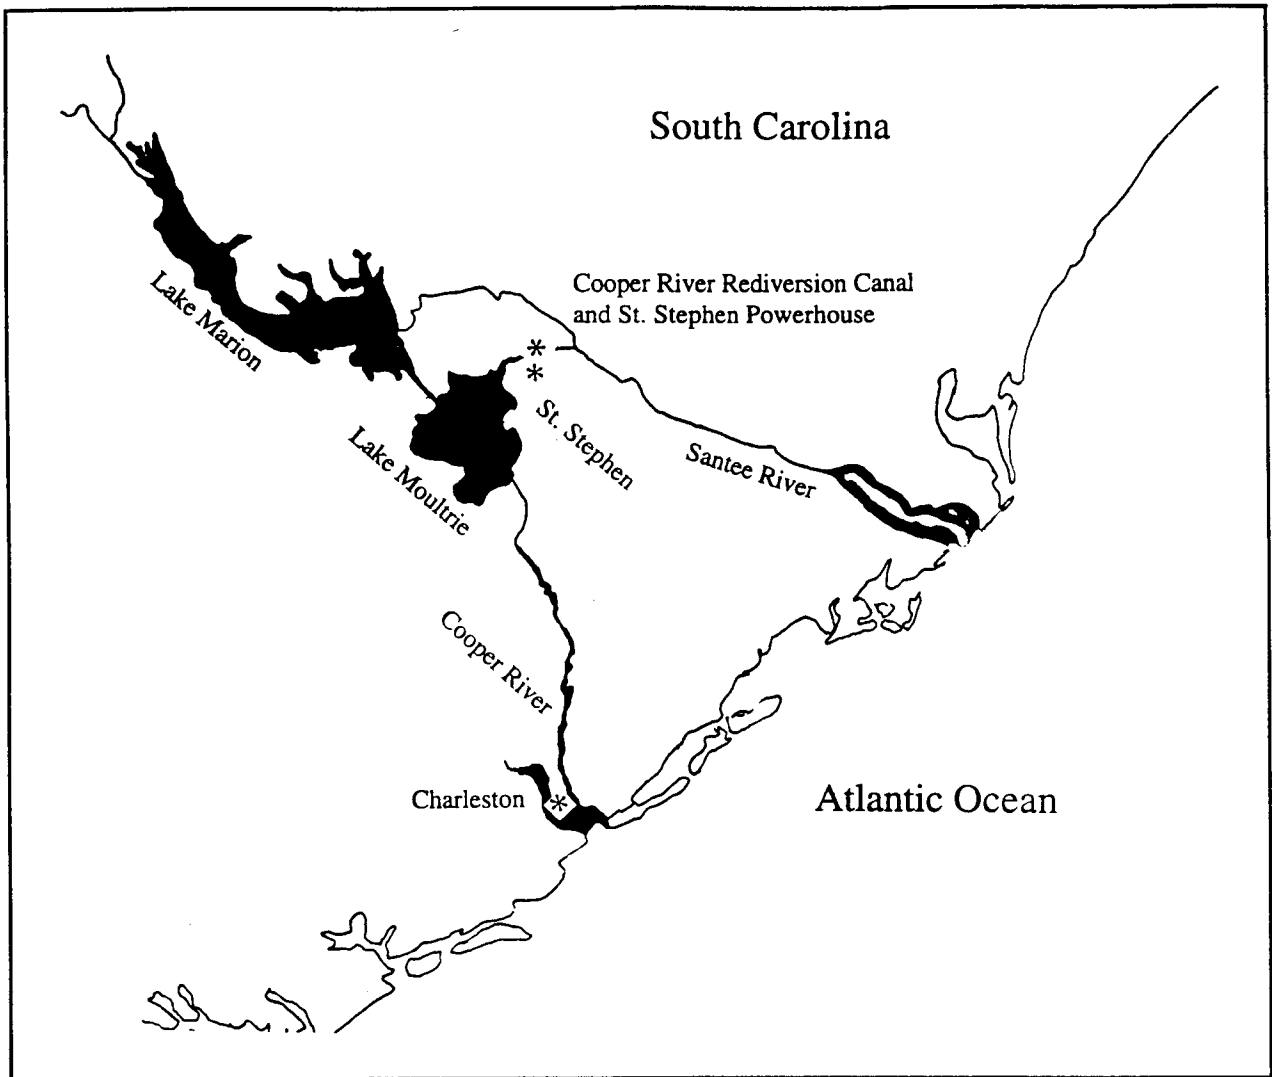 South Carolina
Cooper River Rediversion Canal
and St. Stephen Powerhouse
Lake Marion
*
*
St. Stephen
Lake Moultrie
Santee River
Cooper River
Charleston
*
Atlantic Ocean